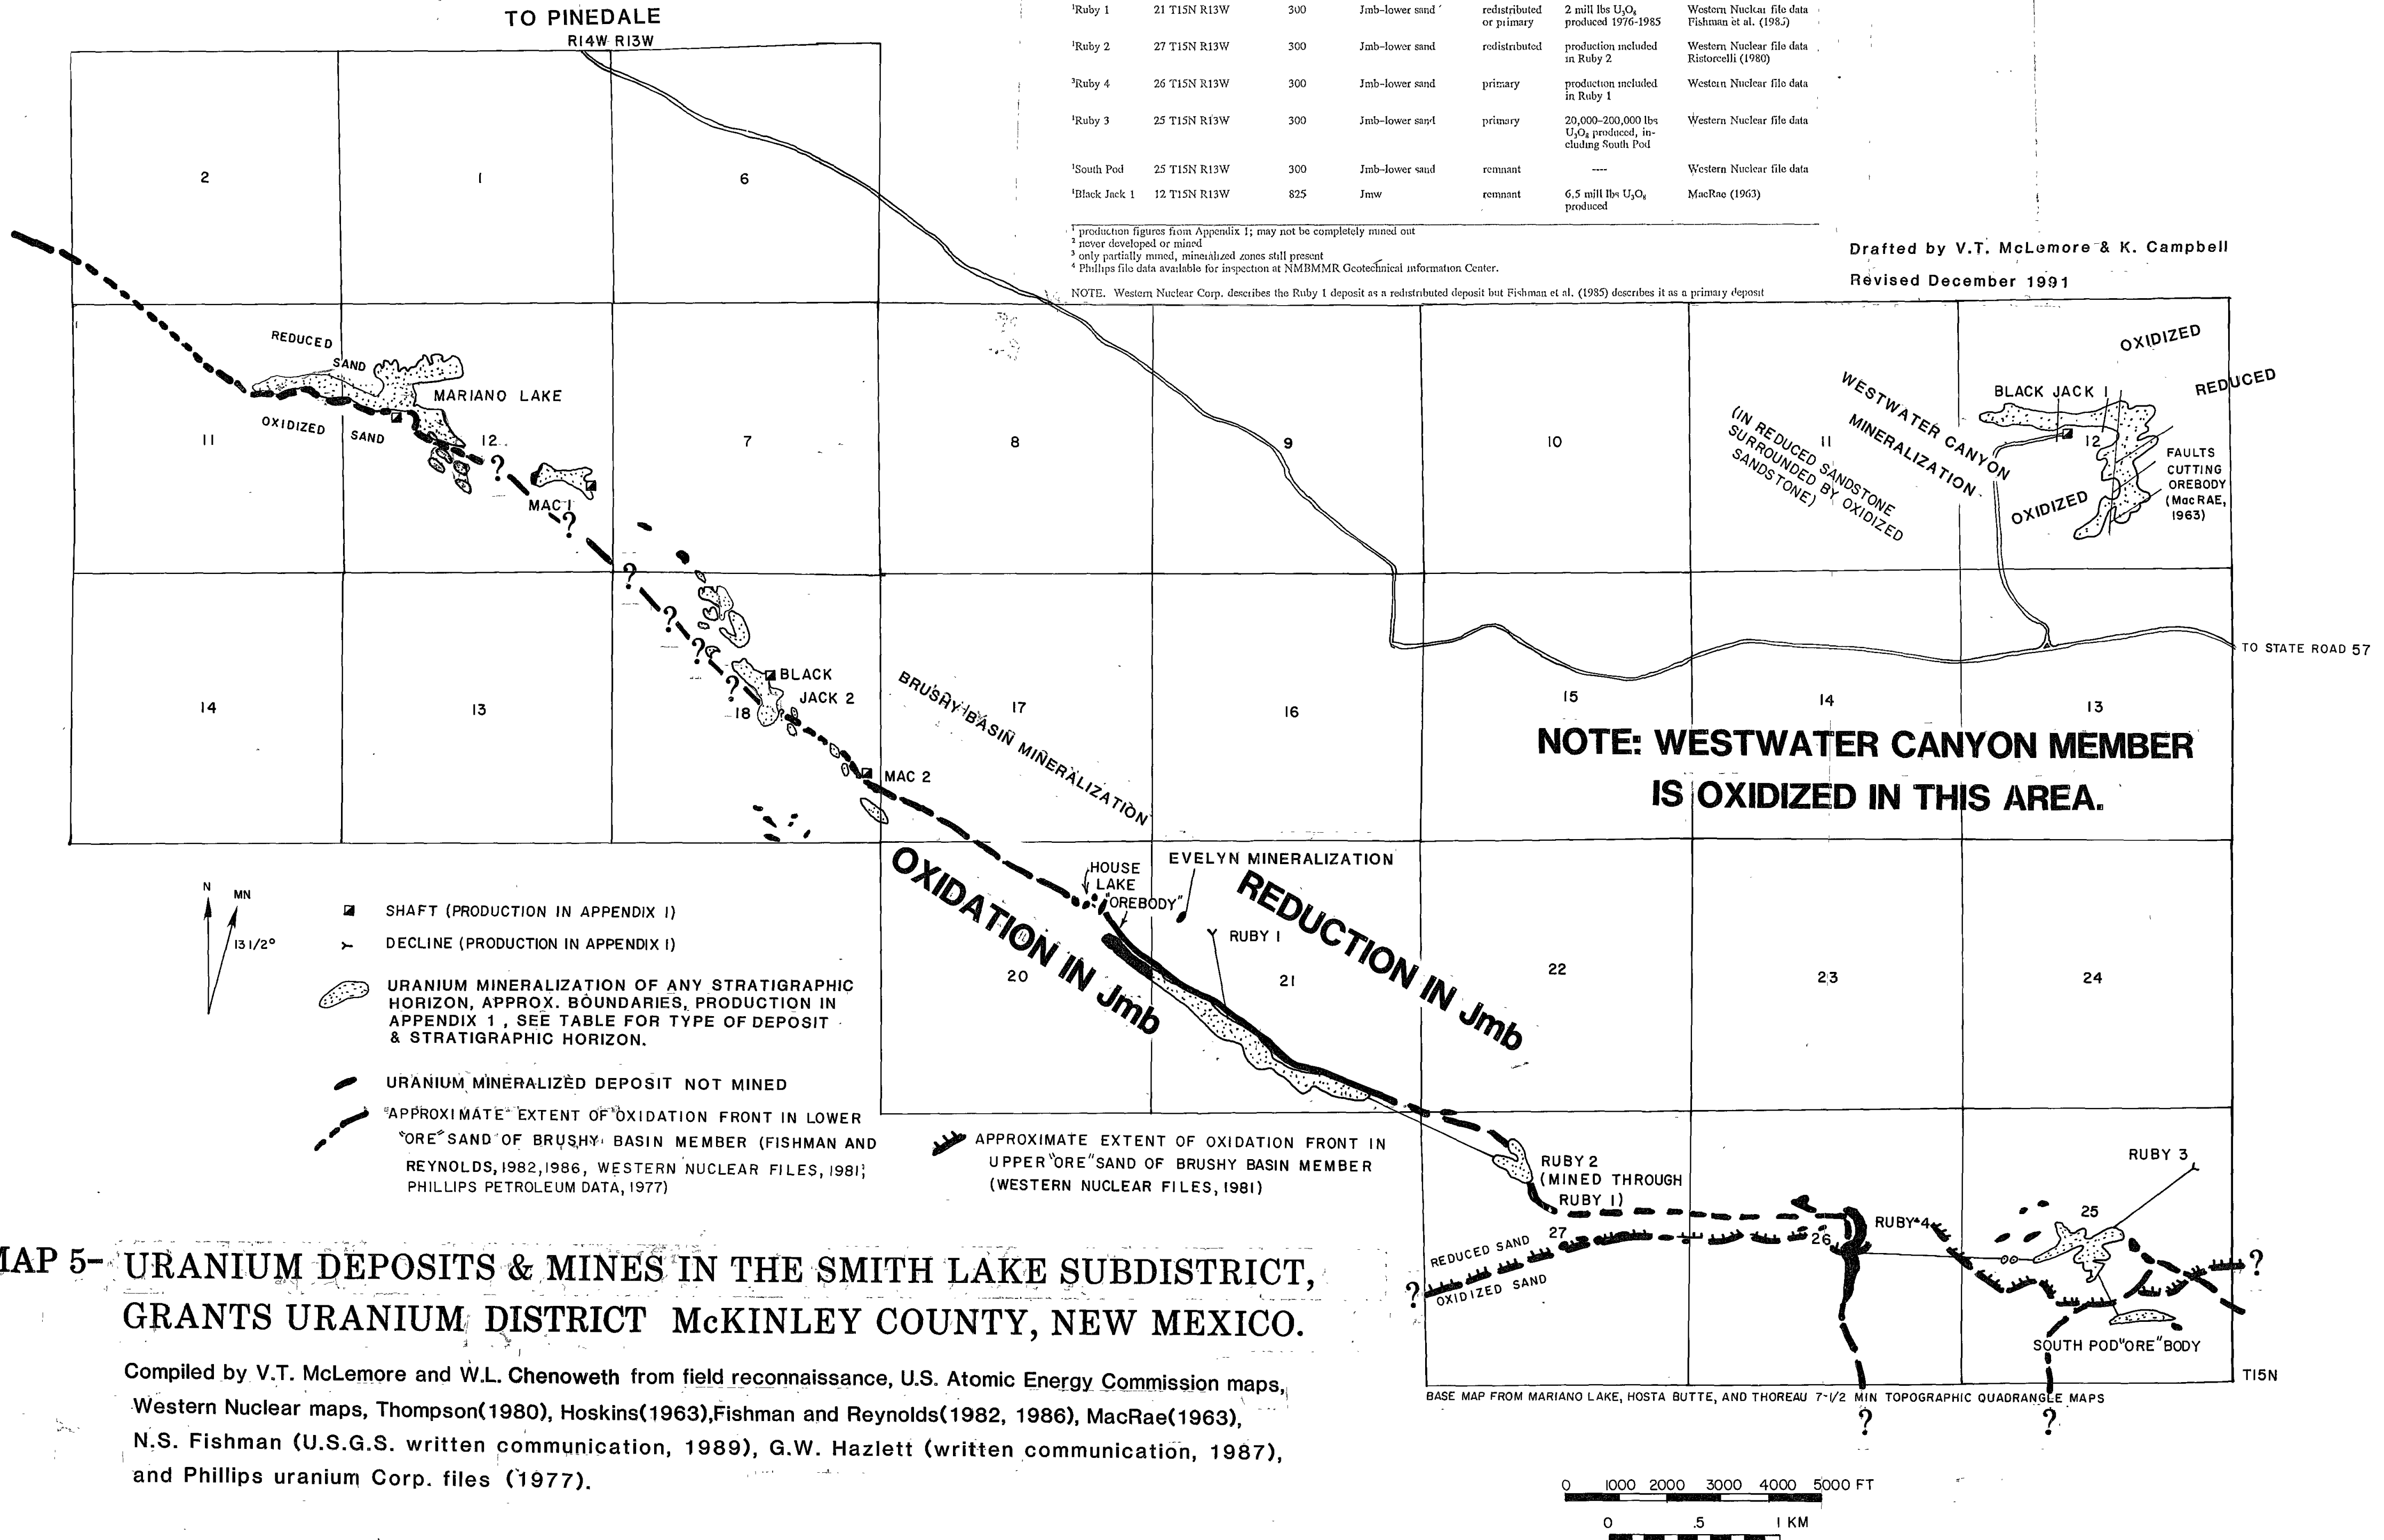 TO PINEDALE
R14W R13W
¹Ruby 1 21 T15N R13W 300 Jmb-lower sand redistributed 2 mill lbs U₃O₈ Western Nuclear file data
or primary produced 1976-1985 Fishman et al. (1985)
¹Ruby 2 27 T15N R13W 300 Jmb-lower sand redistributed production included Western Nuclear file data
in Ruby 2 Ristorcelli (1980)
³Ruby 4 26 T15N R13W 300 Jmb-lower sand primary production included Western Nuclear file data
in Ruby 1
¹Ruby 3 25 T15N R13W 300 Jmb-lower sand primary 20,000-200,000 lbs Western Nuclear file data
U₃O₈ produced, in-
cluding South Pod
¹South Pod 25 T15N R13W 300 Jmb-lower sand remnant ---- Western Nuclear file data
¹Black Jack 1 12 T15N R13W 825 Jmw remnant 6.5 mill lbs U₃O₈ MacRae (1963)
produced
¹ production figures from Appendix 1; may not be completely mined out
² never developed or mined
³ only partially mined, mineralized zones still present
⁴ Phillips file data available for inspection at NMBMMR Geotechnical Information Center.
NOTE. Western Nuclear Corp. describes the Ruby 1 deposit as a redistributed deposit but Fishman et al. (1985) describes it as a primary deposit
Drafted by V.T. McLemore & K. Campbell
Revised December 1991
2
1
6
REDUCED
SAND
MARIANO LAKE
OXIDIZED SAND
11
12
?
MAC 1
?
7
8
9
10
11
WESTWATER CANYON
MINERALIZATION
(IN REDUCED SANDSTONE
SURROUNDED BY OXIDIZED
SANDSTONE)
OXIDIZED
REDUCED
BLACK JACK 1
12
OXIDIZED
FAULTS
CUTTING
OREBODY
(MacRAE,
1963)
?
?
?
?
BLACK
JACK 2
14
13
18
?
MAC 2
BRUSHY BASIN MINERALIZATION
17
16
15
14
13
TO STATE ROAD 57
NOTE: WESTWATER CANYON MEMBER
IS OXIDIZED IN THIS AREA.
OXIDATION IN Jmb
REDUCTION IN Jmb
HOUSE
LAKE
"OREBODY"
EVELYN MINERALIZATION
RUBY 1
20
21
22
23
24
N
MN
13 1/2°
SHAFT (PRODUCTION IN APPENDIX 1)
DECLINE (PRODUCTION IN APPENDIX 1)
URANIUM MINERALIZATION OF ANY STRATIGRAPHIC
HORIZON, APPROX. BOUNDARIES, PRODUCTION IN
APPENDIX 1 , SEE TABLE FOR TYPE OF DEPOSIT
& STRATIGRAPHIC HORIZON.
URANIUM MINERALIZED DEPOSIT NOT MINED
APPROXIMATE EXTENT OF OXIDATION FRONT IN LOWER
"ORE" SAND OF BRUSHY BASIN MEMBER (FISHMAN AND
REYNOLDS, 1982,1986, WESTERN NUCLEAR FILES, 1981;
PHILLIPS PETROLEUM DATA, 1977)
APPROXIMATE EXTENT OF OXIDATION FRONT IN
UPPER "ORE" SAND OF BRUSHY BASIN MEMBER
(WESTERN NUCLEAR FILES, 1981)
RUBY 2
(MINED THROUGH
RUBY 1)
REDUCED SAND
OXIDIZED SAND
?
27
26
RUBY 4
25
RUBY 3
?
SOUTH POD "ORE" BODY
T15N
BASE MAP FROM MARIANO LAKE, HOSTA BUTTE, AND THOREAU 7-1/2 MIN TOPOGRAPHIC QUADRANGLE MAPS
?
?
MAP 5- URANIUM DEPOSITS & MINES IN THE SMITH LAKE SUBDISTRICT,
GRANTS URANIUM DISTRICT McKINLEY COUNTY, NEW MEXICO.
Compiled by V.T. McLemore and W.L. Chenoweth from field reconnaissance, U.S. Atomic Energy Commission maps,
Western Nuclear maps, Thompson(1980), Hoskins(1963),Fishman and Reynolds(1982, 1986), MacRae(1963),
N.S. Fishman (U.S.G.S. written communication, 1989), G.W. Hazlett (written communication, 1987),
and Phillips uranium Corp. files (1977).
0 1000 2000 3000 4000 5000 FT
0 .5 1 KM